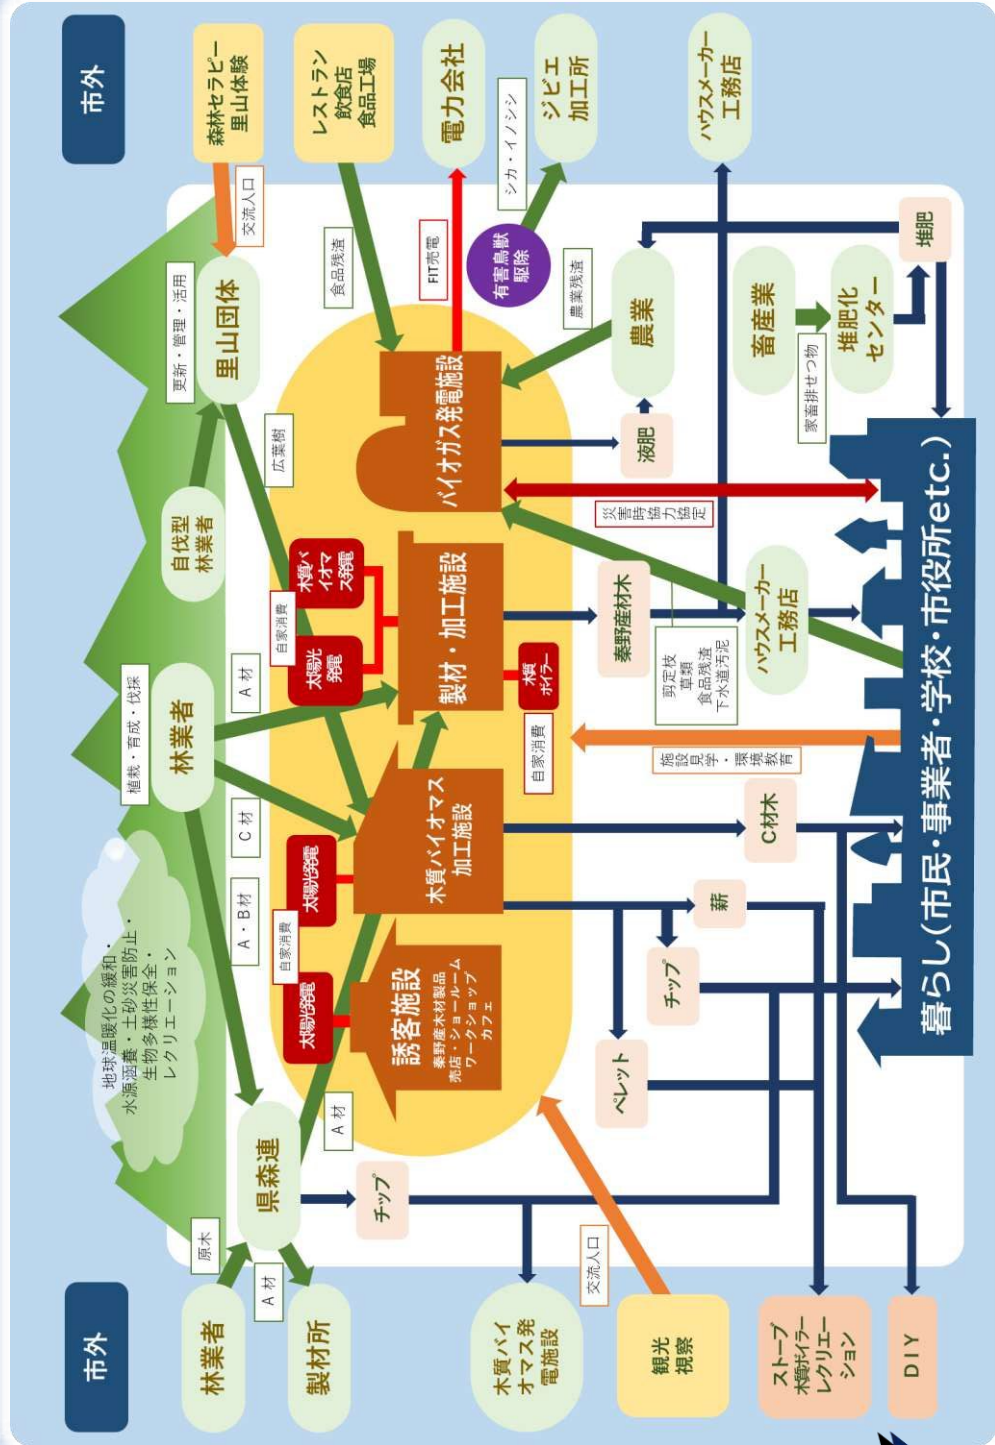 市外
林業者
製材所
木質バイ
オマス発
電施設
観光
視察
ストーブ
木質ボイラー
レクリエー
ション
DIY
原木
A 材
交流人口
地球温暖化の緩和・
水源涵養・土砂災害防止・
生物多様性保全・
レクリエーション
県森連
チップ
A 材
A・B材
C 材
A 材
植栽・育成・伐採
林業者
自伐型
林業者
更新・管理・活用
里山団体
広葉樹
太陽光発電
自家消費
太陽光発電
太陽光
発電
自家消費
木質バ
イオマ
ス発電
誘客施設
秦野産木材製品
売店・ショールーム
ワークショップ
カフェ
木質バイオマス
加工施設
製材・加工施設
バイオガス発電施設
木質
ボイラー
自家消費
ペレット
チップ
薪
C材木
施設見学・環境教育
秦野産材木
剪定枝
草類
食品残渣
下水道汚泥
ハウスメーカー
工務店
災害時協力協定
液肥
農業
農業残渣
食品残渣
FIT売電
有害鳥獣
駆除
シカ・イノシシ
畜産業
家畜排せつ物
堆肥化
センター
堆肥
暮らし(市民・事業者・学校・市役所etc.)
市外
森林セラピー
里山体験
交流人口
レストラン
飲食店
食品工場
電力会社
ジビエ
加工所
ハウスメーカー
工務店